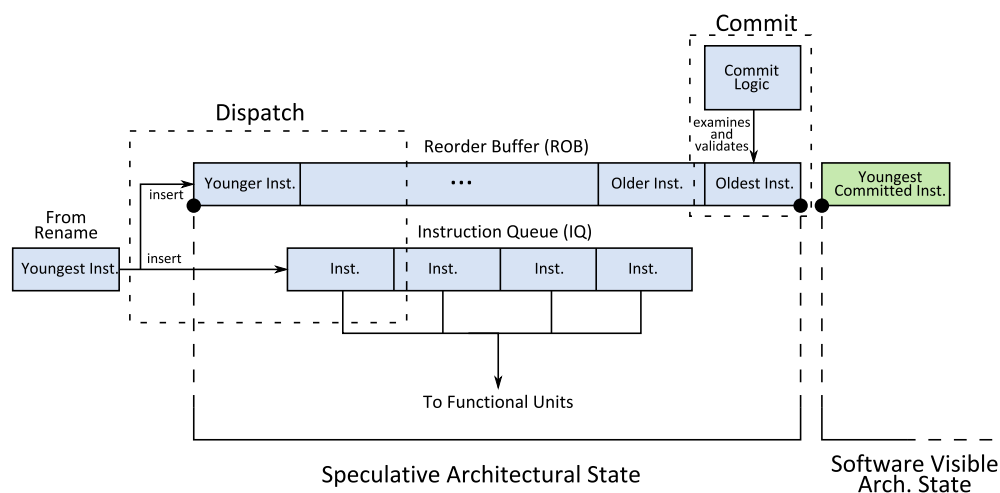 Commit
Commit
Logic
examines
and
validates
Dispatch
Reorder Buffer (ROB)
Younger Inst.
...
Older Inst.
Oldest Inst.
Youngest
Committed Inst.
insert
From
Rename
Youngest Inst.
insert
Instruction Queue (IQ)
Inst.
Inst.
Inst.
Inst.
To Functional Units
Speculative Architectural State
Software Visible
Arch. State